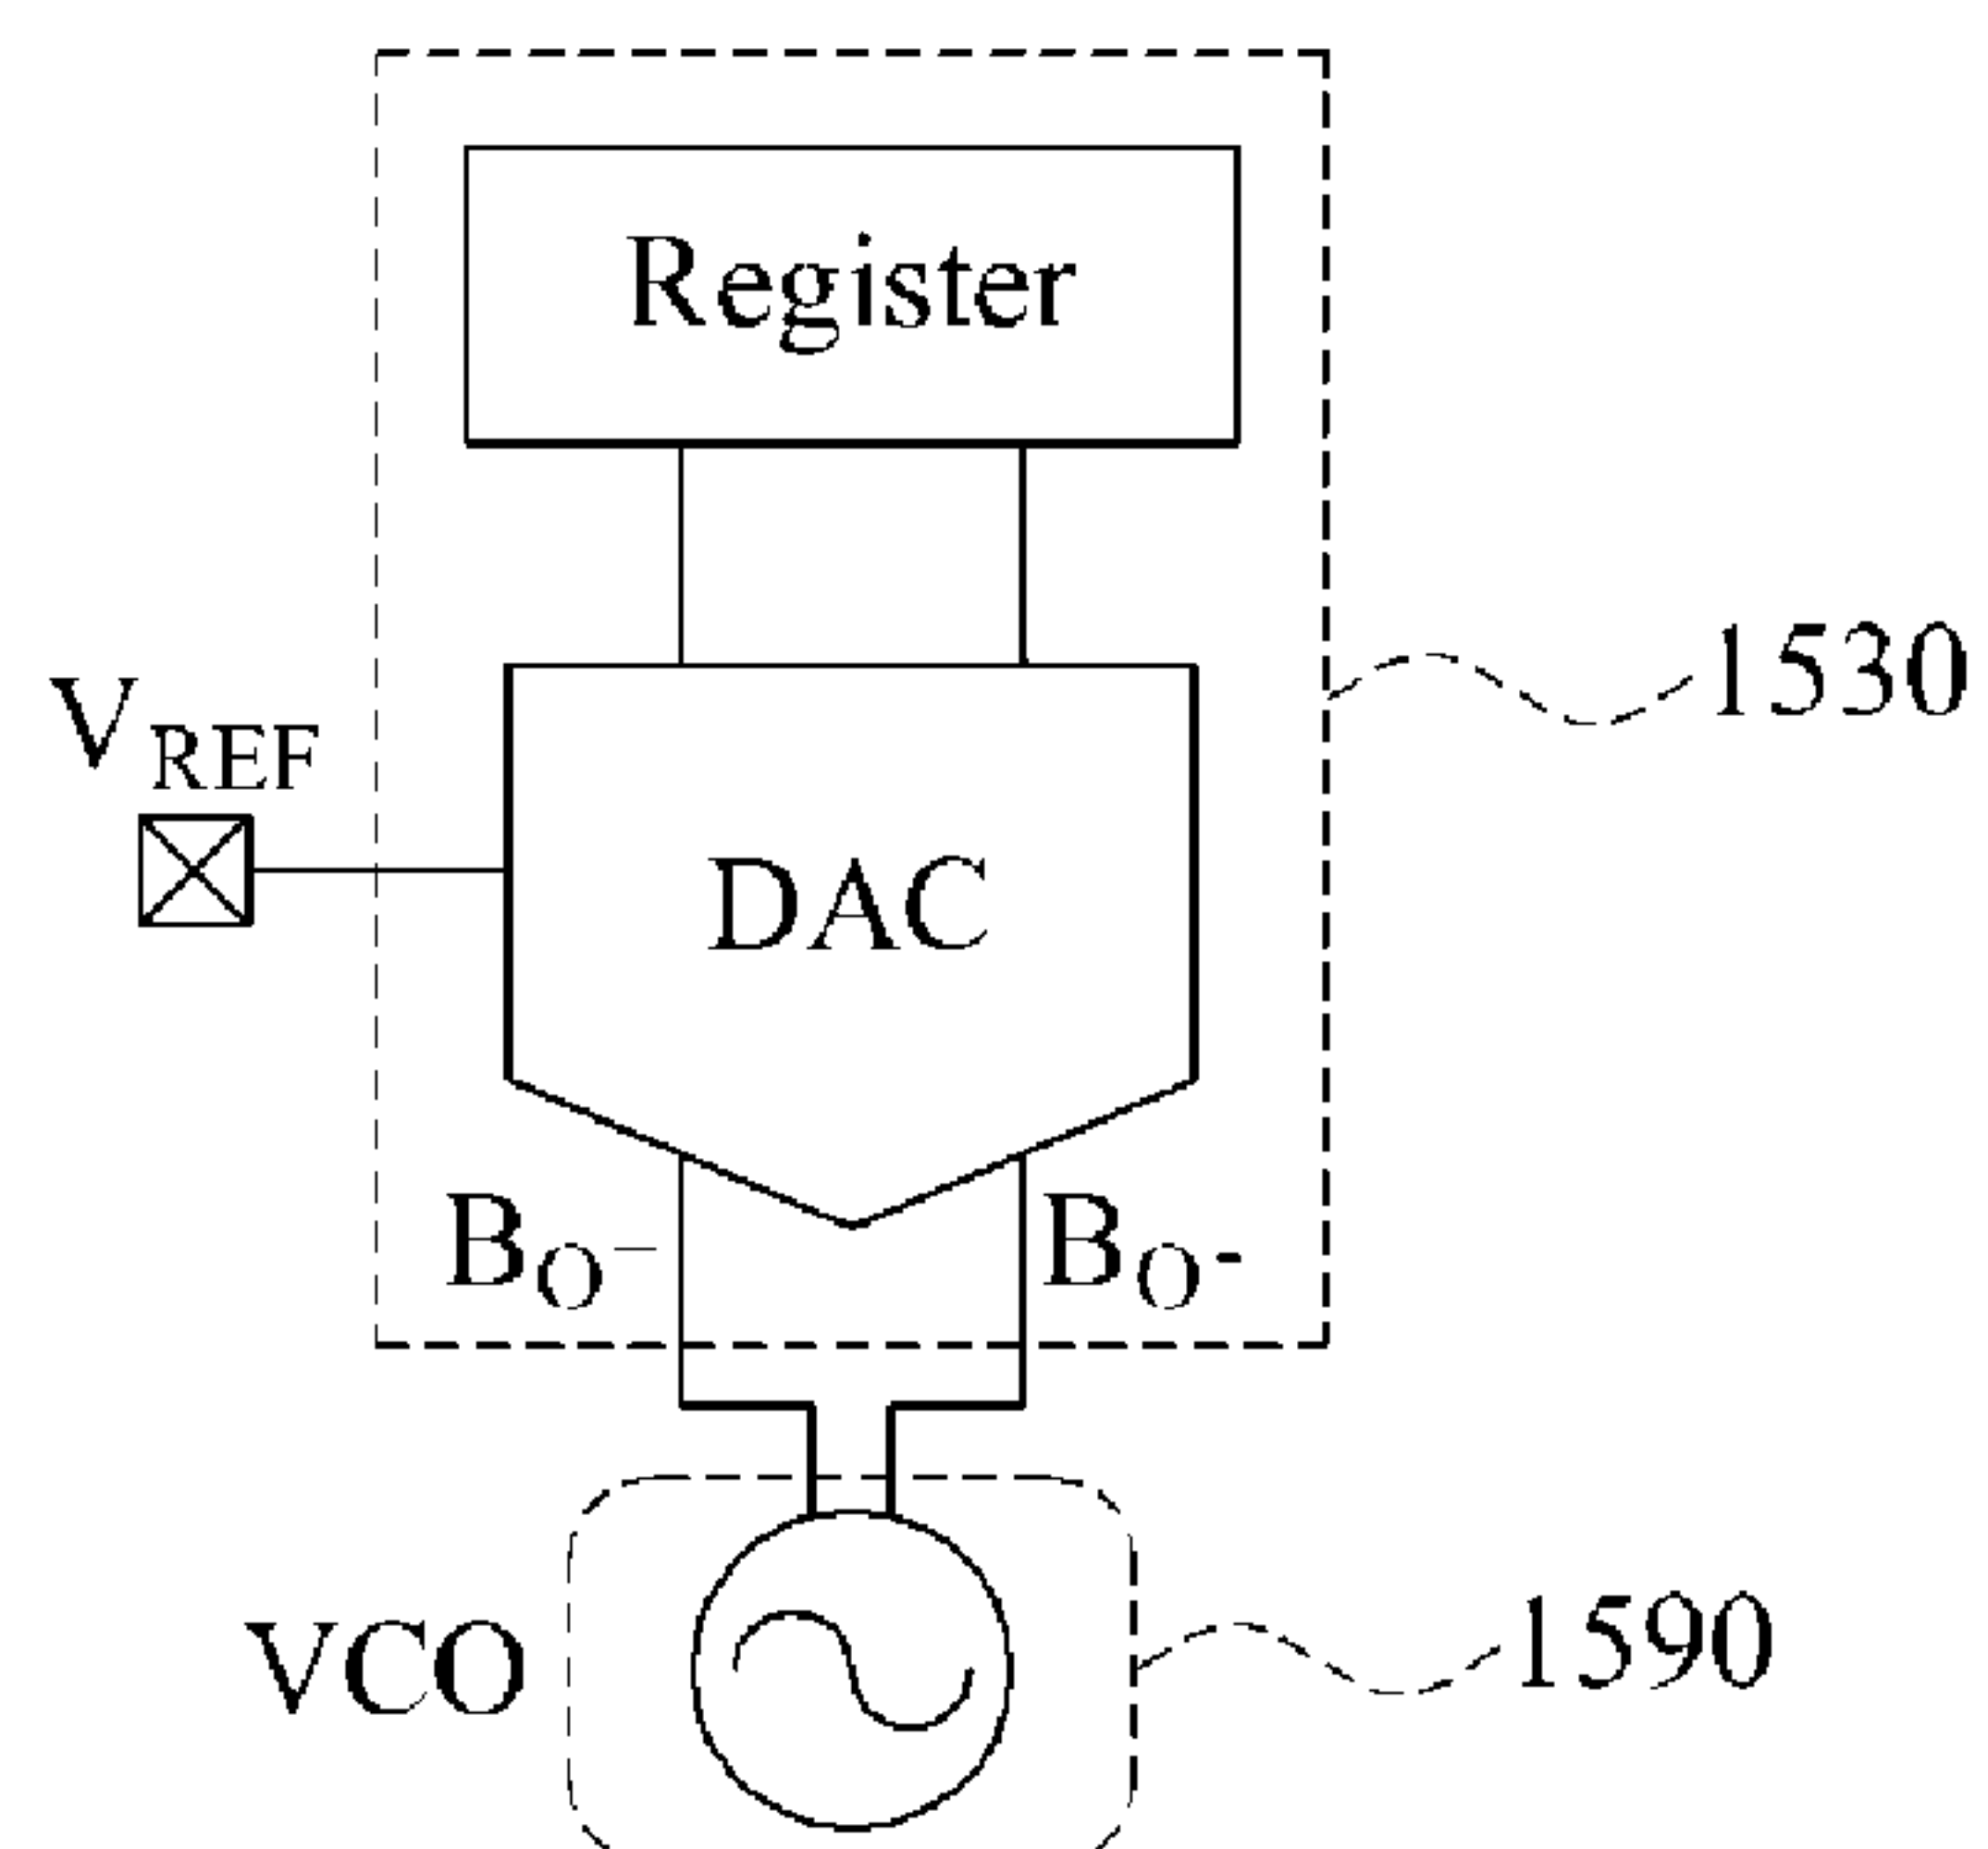 Register
1530
VREF
DAC
BO− BO-
VCO
1590